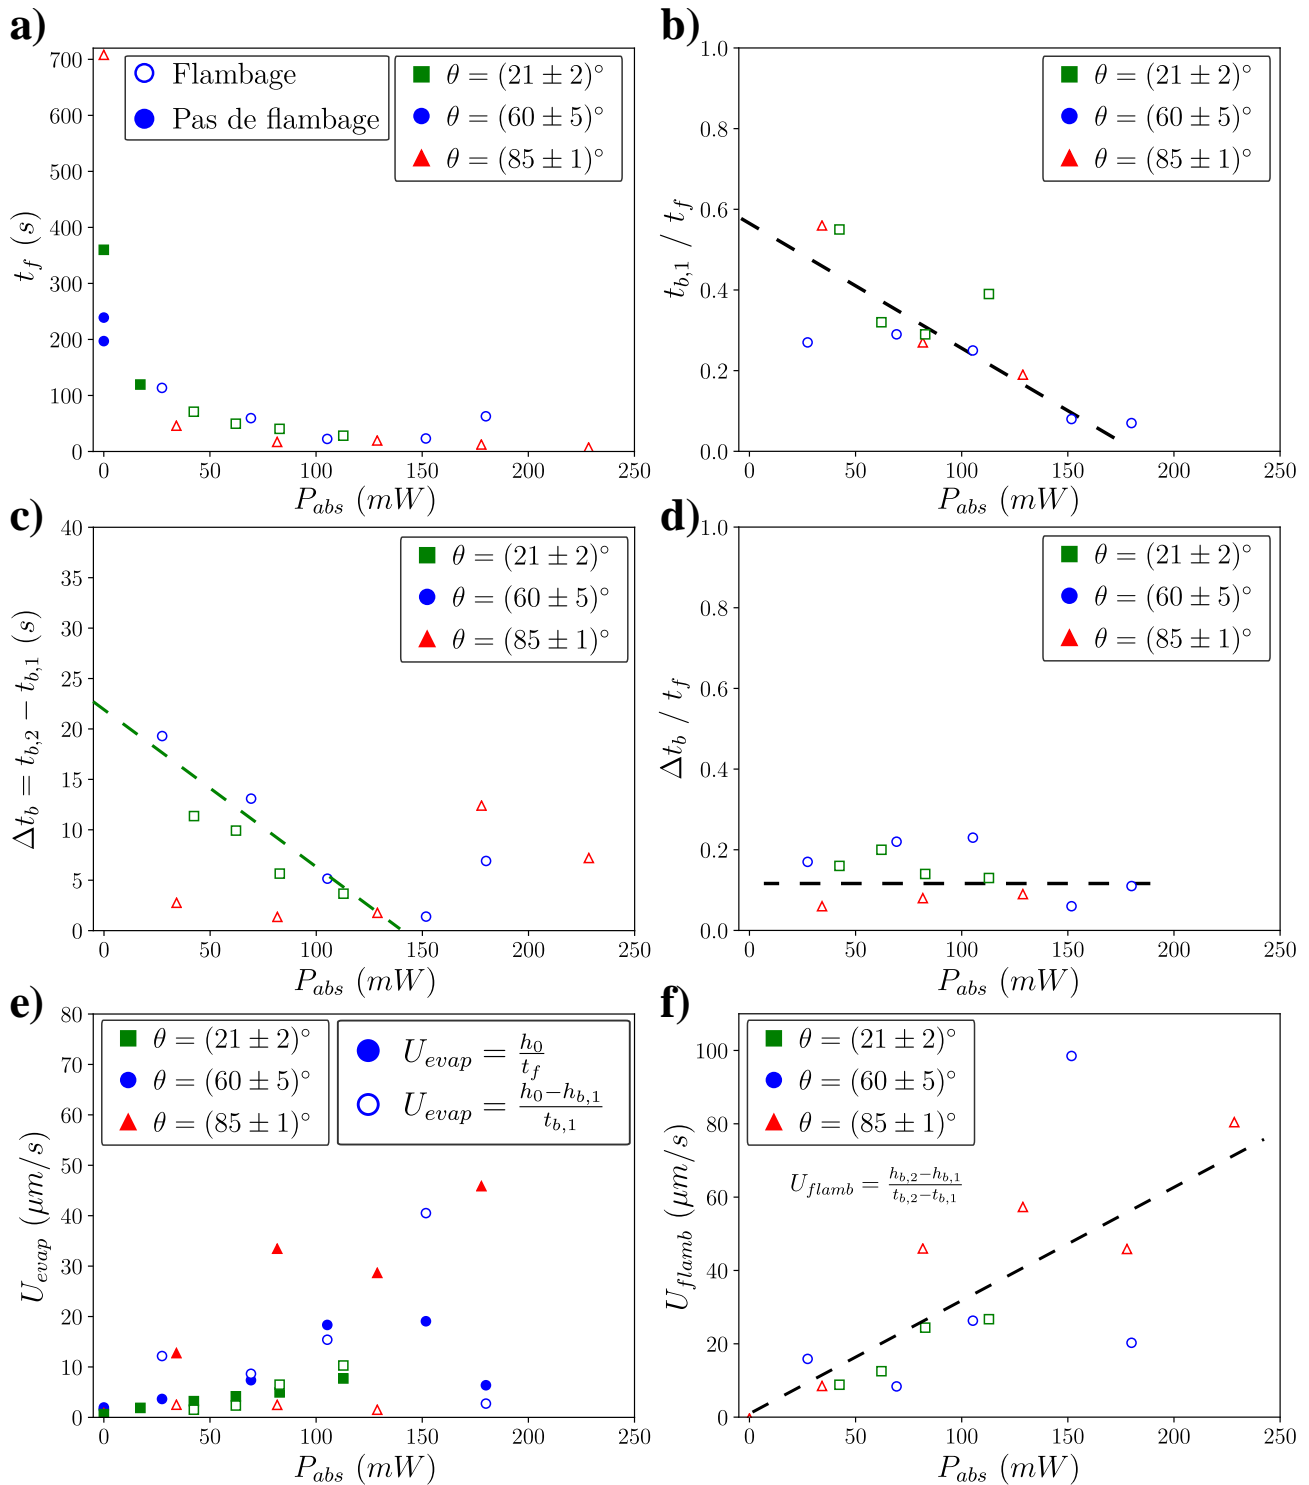 a)
700
600
500
400
300
200
100
0
t_f (s)
Flambage
Pas de flambage
θ = (21 ± 2)°
θ = (60 ± 5)°
θ = (85 ± 1)°
0 50 100 150 200 250
P_abs (mW)
b)
1.0
0.8
0.6
0.4
0.2
0.0
t_b,1 / t_f
θ = (21 ± 2)°
θ = (60 ± 5)°
θ = (85 ± 1)°
0 50 100 150 200 250
P_abs (mW)
c)
40
35
30
25
20
15
10
5
0
Δt_b = t_b,2 − t_b,1 (s)
θ = (21 ± 2)°
θ = (60 ± 5)°
θ = (85 ± 1)°
0 50 100 150 200 250
P_abs (mW)
d)
1.0
0.8
0.6
0.4
0.2
0.0
Δt_b / t_f
θ = (21 ± 2)°
θ = (60 ± 5)°
θ = (85 ± 1)°
0 50 100 150 200 250
P_abs (mW)
e)
80
70
60
50
40
30
20
10
0
U_evap (μm/s)
θ = (21 ± 2)°
θ = (60 ± 5)°
θ = (85 ± 1)°
U_evap = h_0/t_f
U_evap = (h_0−h_b,1)/t_b,1
0 50 100 150 200 250
P_abs (mW)
f)
100
80
60
40
20
0
U_flamb (μm/s)
θ = (21 ± 2)°
θ = (60 ± 5)°
θ = (85 ± 1)°
U_flamb = (h_b,2−h_b,1)/(t_b,2−t_b,1)
0 50 100 150 200 250
P_abs (mW)